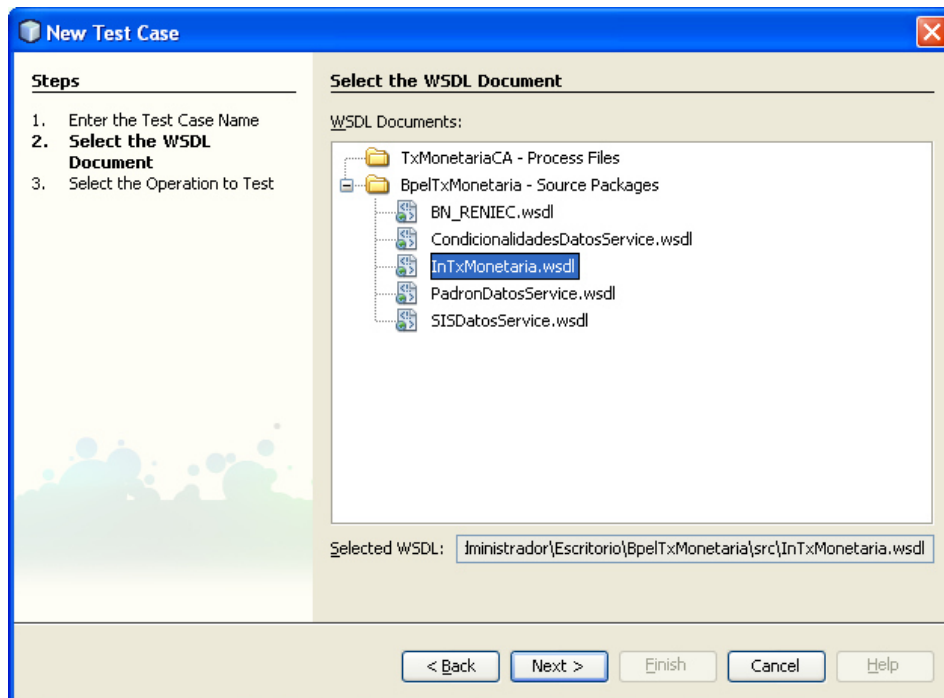 New Test Case
Steps
1. Enter the Test Case Name
2. Select the WSDL
Document
3. Select the Operation to Test
Select the WSDL Document
WSDL Documents:
TxMonetariaCA - Process Files
BpelTxMonetaria - Source Packages
BN_RENIEC.wsdl
CondicionalidadesDatosService.wsdl
InTxMonetaria.wsdl
PadronDatosService.wsdl
SISDatosService.wsdl
Selected WSDL: lministrador\Escritorio\BpelTxMonetaria\src\InTxMonetaria.wsdl
< Back Next > Finish Cancel Help